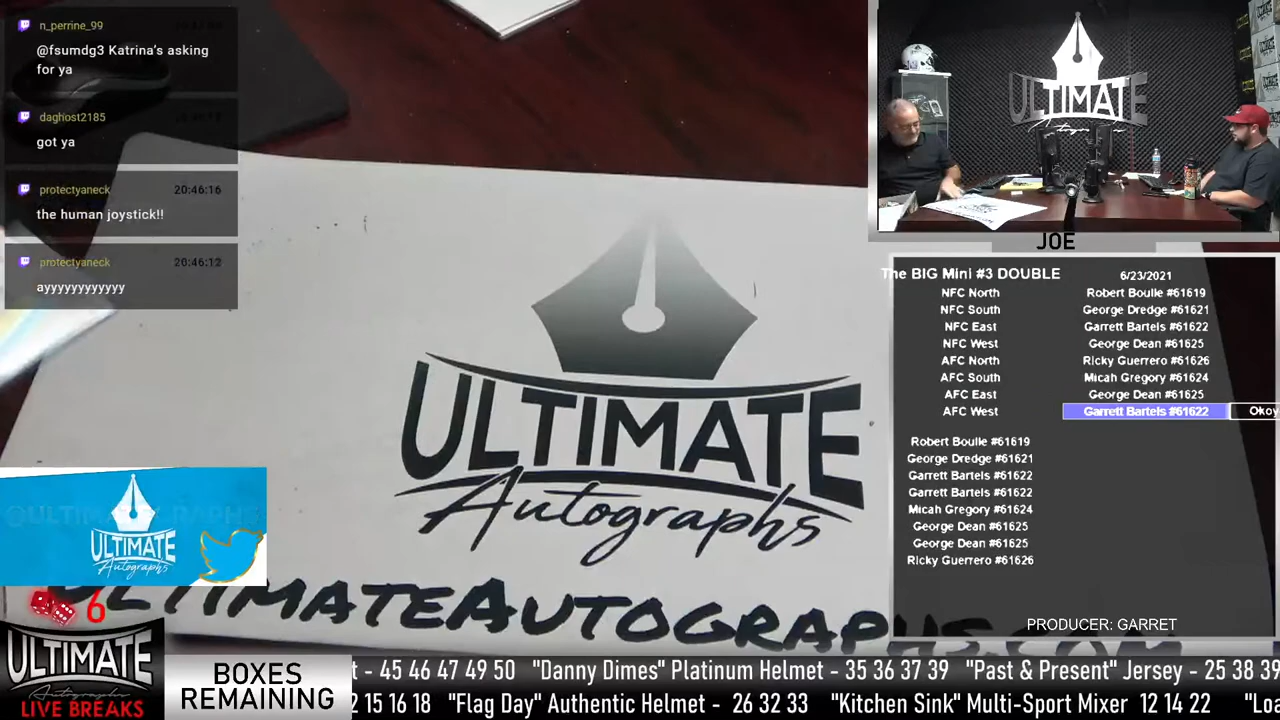 n_perrine_99
@fsumdg3 Katrina's asking
for ya
daghost2185
got ya
protectyaneck 20:46:16
the human joystick!!
protectyaneck 20:46:12
ayyyyyyyyyyyy
ULTIMATE
Autographs
JOE
The BIG Mini #3 DOUBLE 6/23/2021
NFC North Robert Boulle #61619
NFC South George Dredge #61621
NFC East Garrett Bartels #61622
NFC West George Dean #61625
AFC North Ricky Guerrero #61626
AFC South Micah Gregory #61624
AFC East George Dean #61625
AFC West Garrett Bartels #61622 Okoy
Robert Boulle #61619
George Dredge #61621
Garrett Bartels #61622
Garrett Bartels #61622
Micah Gregory #61624
George Dean #61625
George Dean #61625
Ricky Guerrero #61626
PRODUCER: GARRET
ULTIMATE
Autographs
ULTIMATEAUTOGRAPHS.COM
ULTIMATE
Autographs
6
ULTIMATE
Autographs
LIVE BREAKS
BOXES
REMAINING
t - 45 46 47 49 50 "Danny Dimes" Platinum Helmet - 35 36 37 39 "Past & Present" Jersey - 25 38 39
2 15 16 18 "Flag Day" Authentic Helmet - 26 32 33 "Kitchen Sink" Multi-Sport Mixer 12 14 22 "Loa